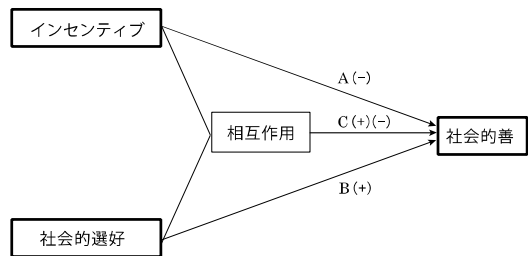 インセンティブ
A (−)
相互作用
C (+)(−)
社会的善
B (+)
社会的選好